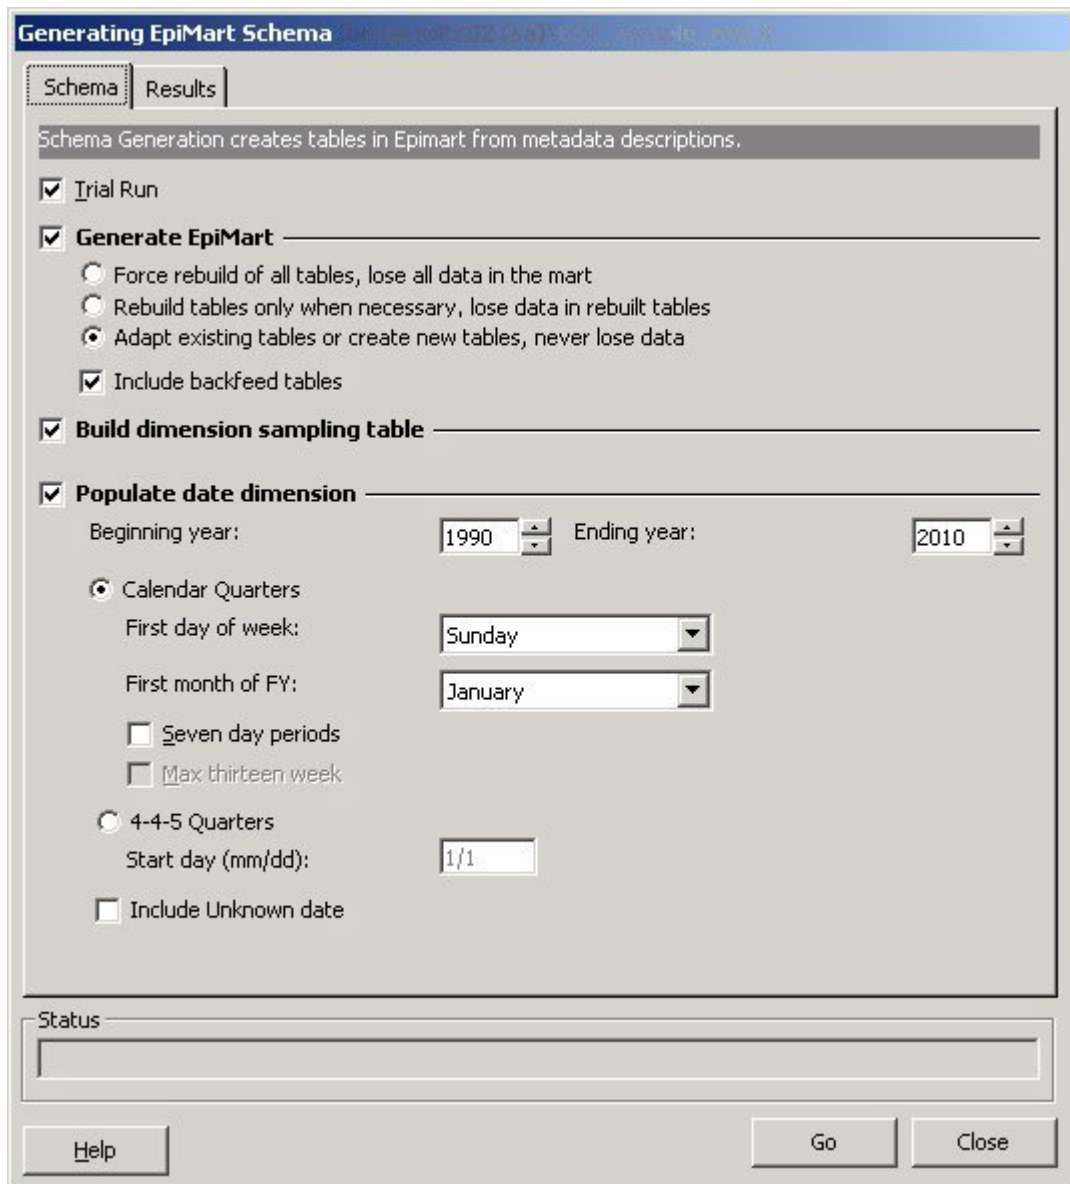 Generating EpiMart Schema
Schema Results
Schema Generation creates tables in Epimart from metadata descriptions.
Trial Run
Generate EpiMart
Force rebuild of all tables, lose all data in the mart
Rebuild tables only when necessary, lose data in rebuilt tables
Adapt existing tables or create new tables, never lose data
Include backfeed tables
Build dimension sampling table
Populate date dimension
Beginning year: 1990 Ending year: 2010
Calendar Quarters
First day of week: Sunday
First month of FY: January
Seven day periods
Max thirteen week
4-4-5 Quarters
Start day (mm/dd): 1/1
Include Unknown date
Status
Help Go Close